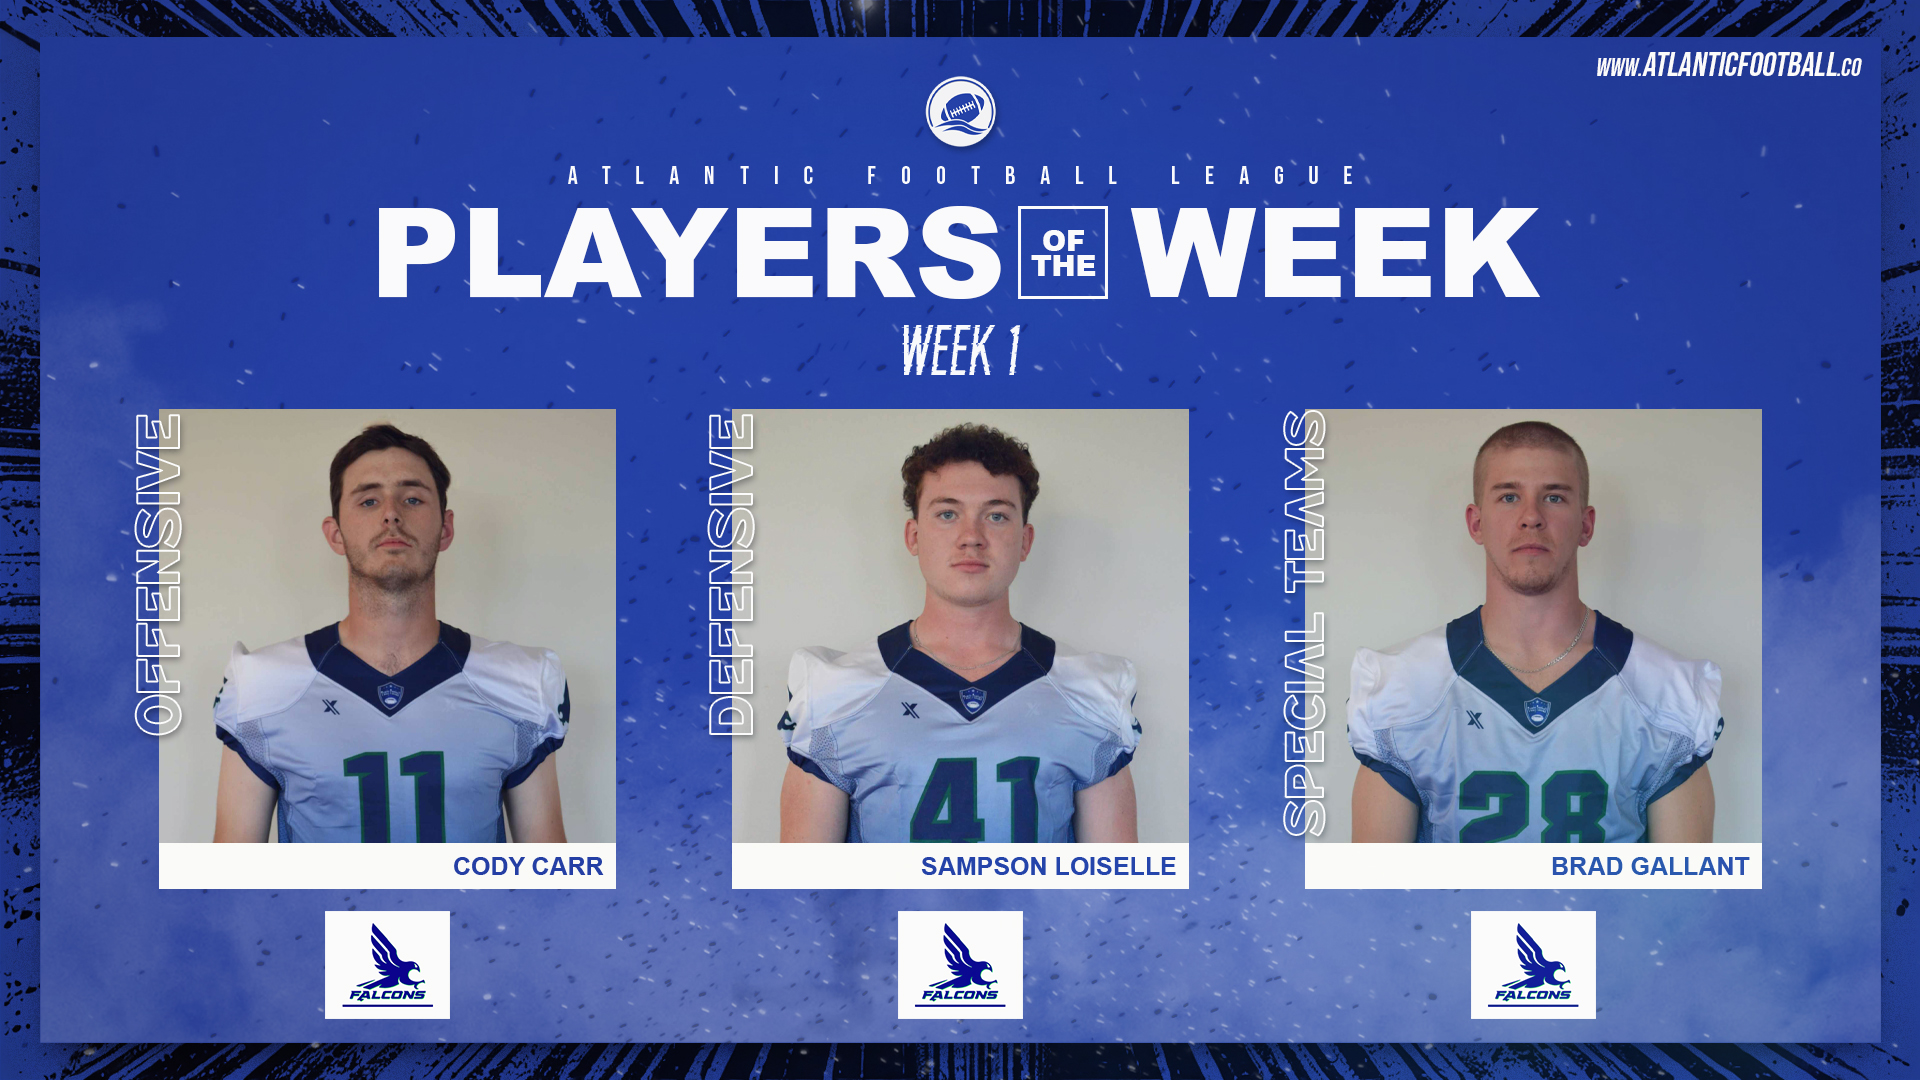 www.ATLANTICFOOTBALL.CO
ATLANTIC FOOTBALL LEAGUE
PLAYERS OF THE WEEK
WEEK 1
OFFENSIVE
11
CODY CARR
FALCONS
DEFENSIVE
41
SAMPSON LOISELLE
FALCONS
SPECIAL TEAMS
28
BRAD GALLANT
FALCONS